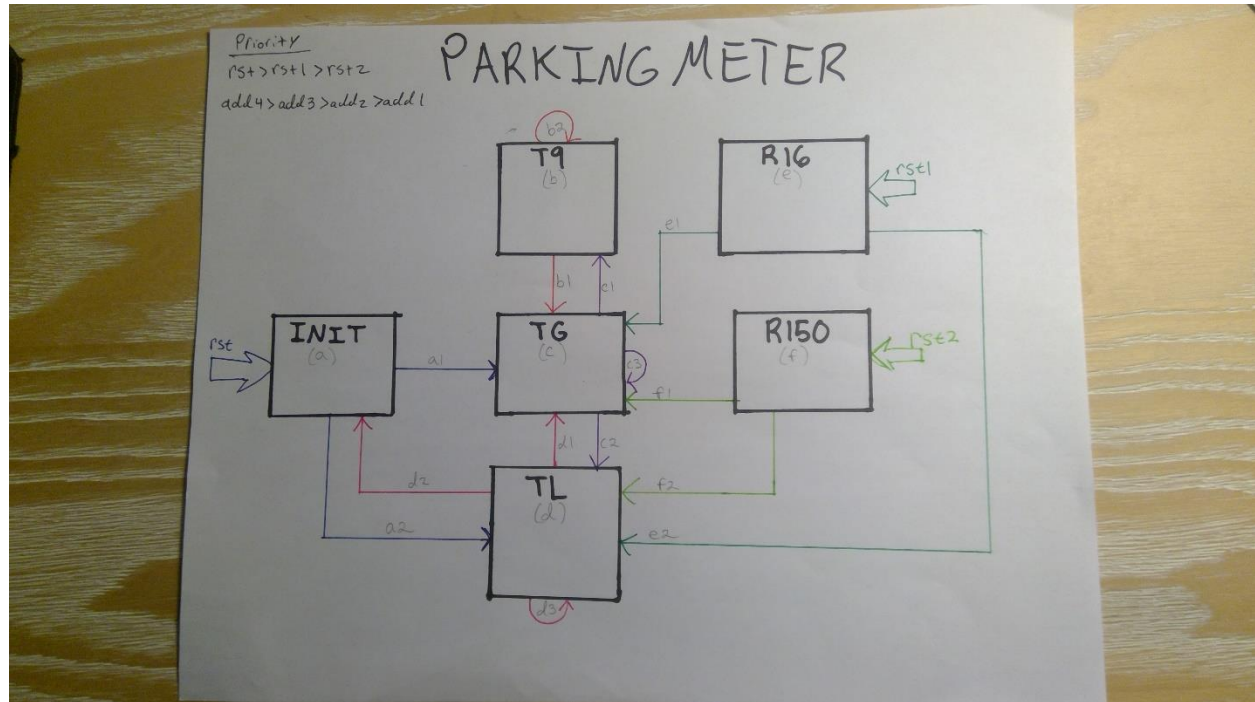 Priority
rst>rst1>rst2
add4>add3>add2>add1
PARKING METER
b2
T9
(b)
R16
(e)
rst1
e1
b1
c1
INIT
(a)
rst
a1
TG
(c)
c3
R150
(f)
rst2
f1
d1
c2
d2
TL
(d)
f2
a2
e2
d3